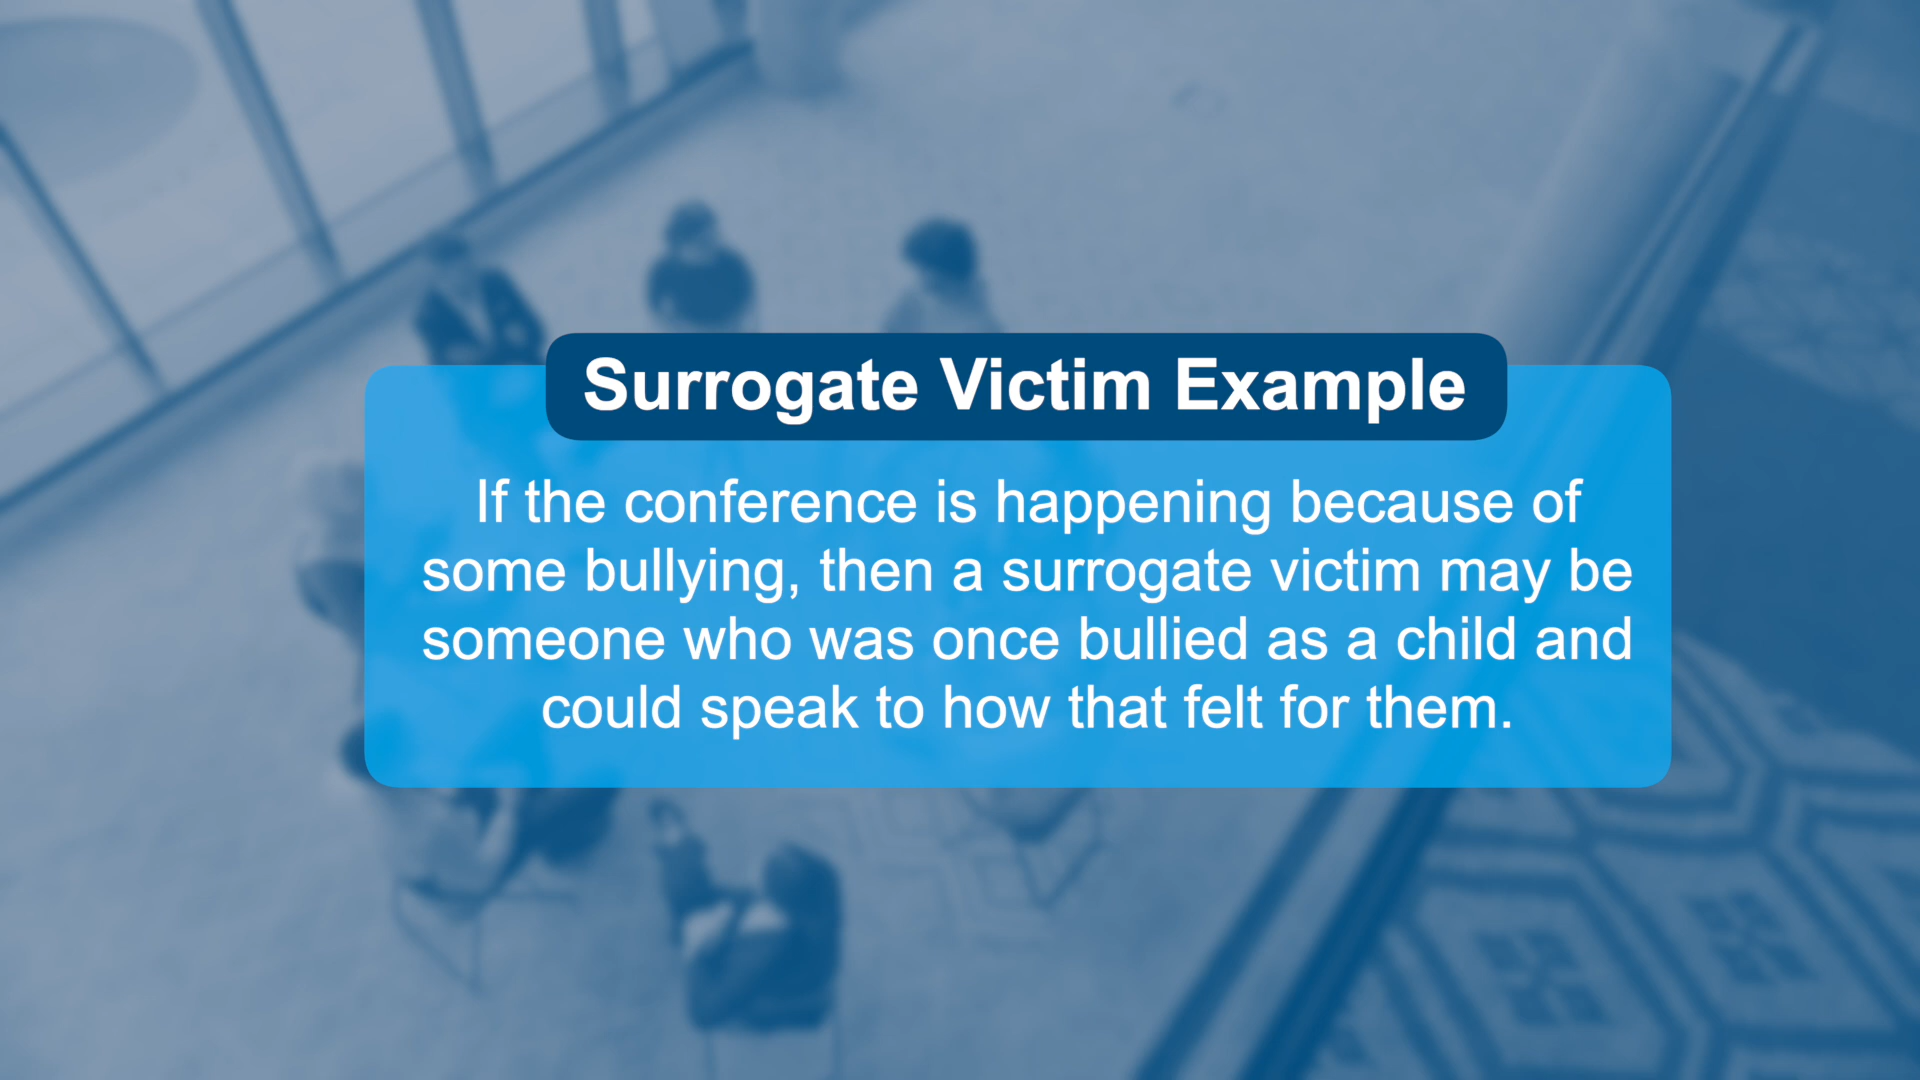 Surrogate Victim Example
If the conference is happening because of
some bullying, then a surrogate victim may be
someone who was once bullied as a child and
could speak to how that felt for them.